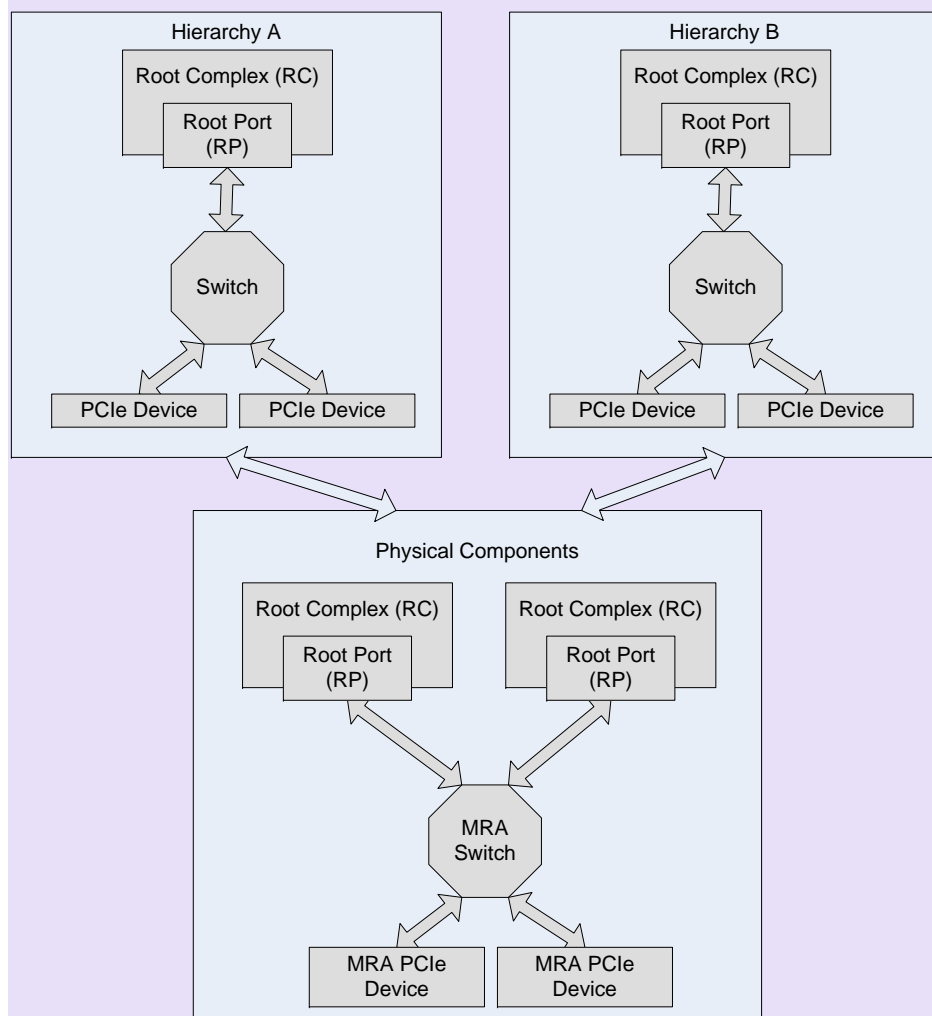 Hierarchy A
Root Complex (RC)
Root Port
(RP)
Switch
PCIe Device
PCIe Device
Hierarchy B
Root Complex (RC)
Root Port
(RP)
Switch
PCIe Device
PCIe Device
Physical Components
Root Complex (RC)
Root Port
(RP)
Root Complex (RC)
Root Port
(RP)
MRA
Switch
MRA PCIe
Device
MRA PCIe
Device